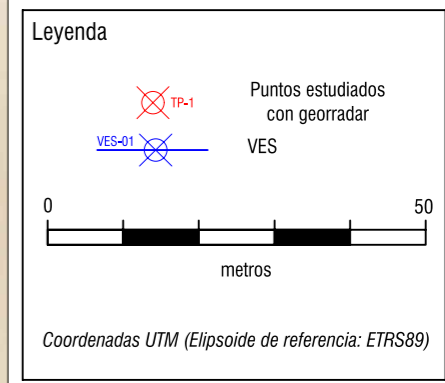 Leyenda
TP-1
Puntos estudiados
con georradar
VES-01
VES
0 50
metros
Coordenadas UTM (Elipsoide de referencia: ETRS89)